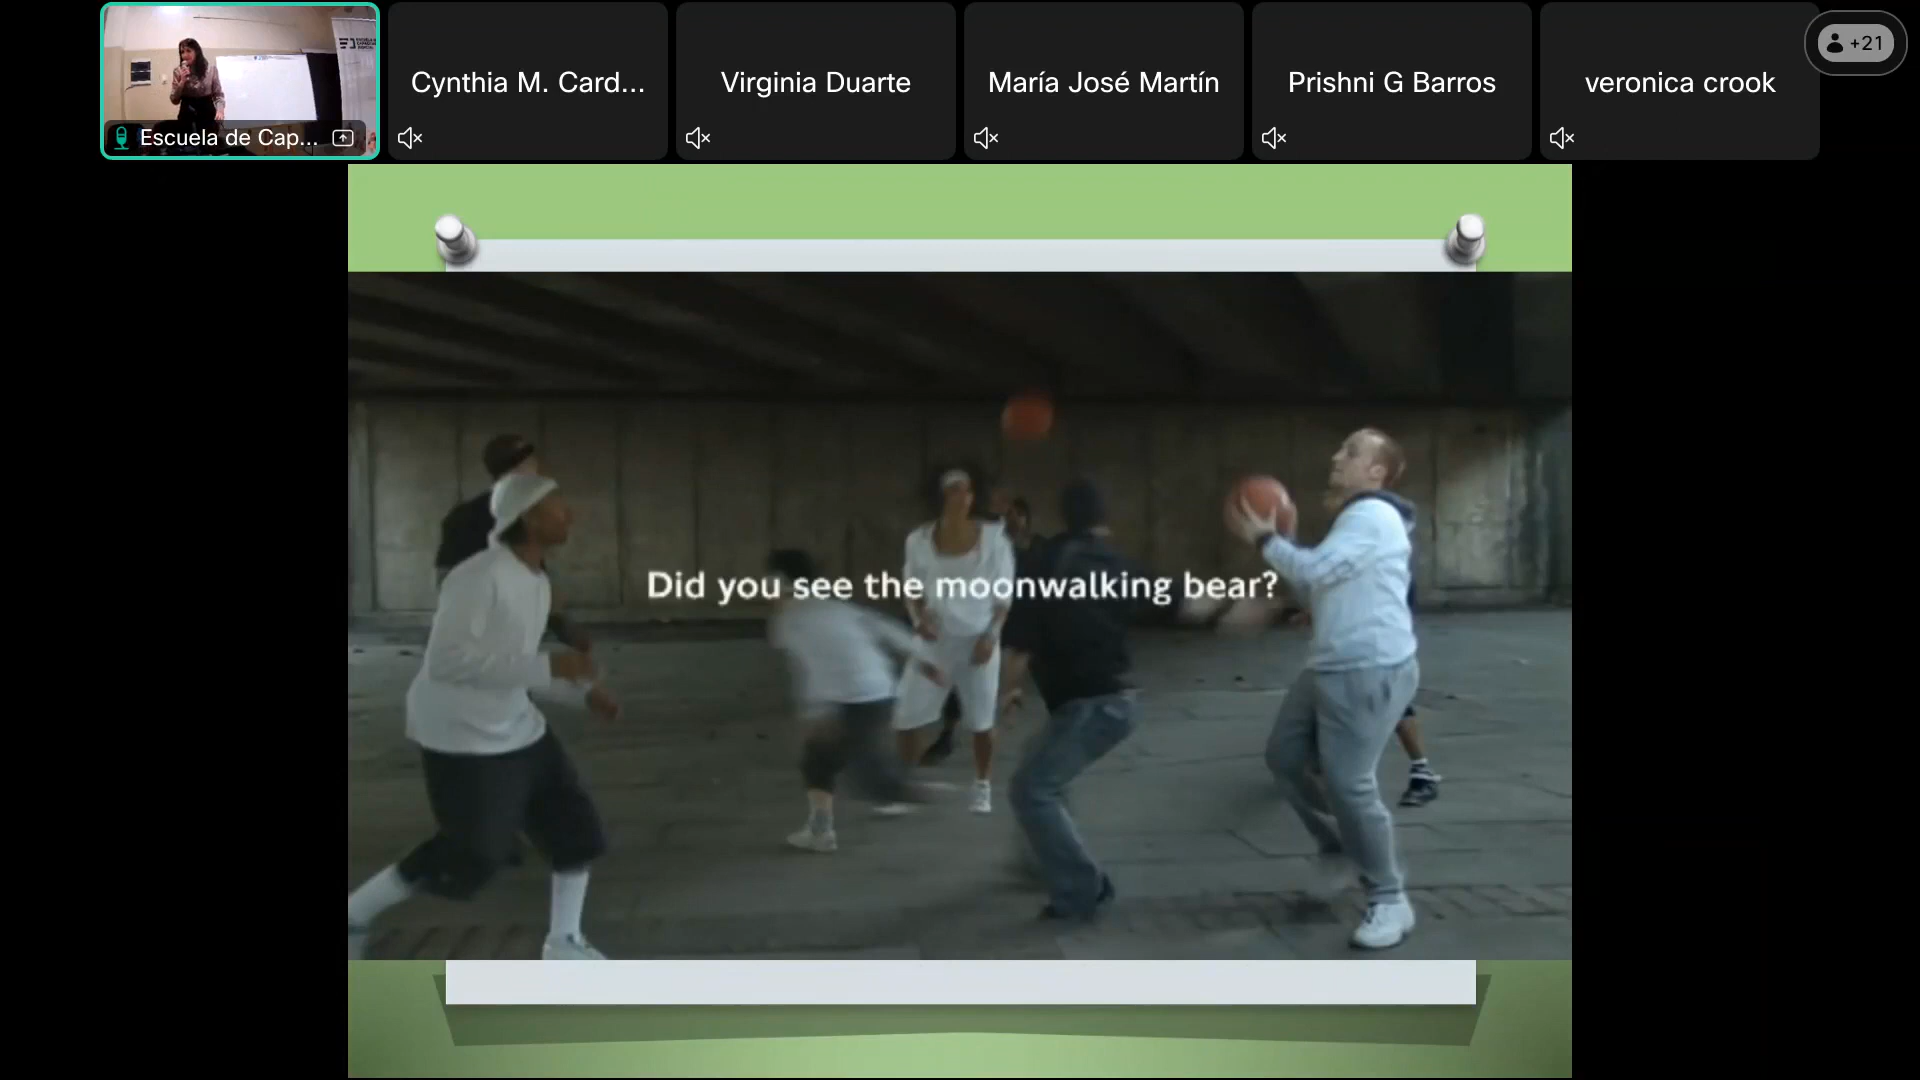 Escuela de Cap...
Cynthia M. Card...
Virginia Duarte
María José Martín
Prishni G Barros
veronica crook
+21
Did you see the moonwalking bear?